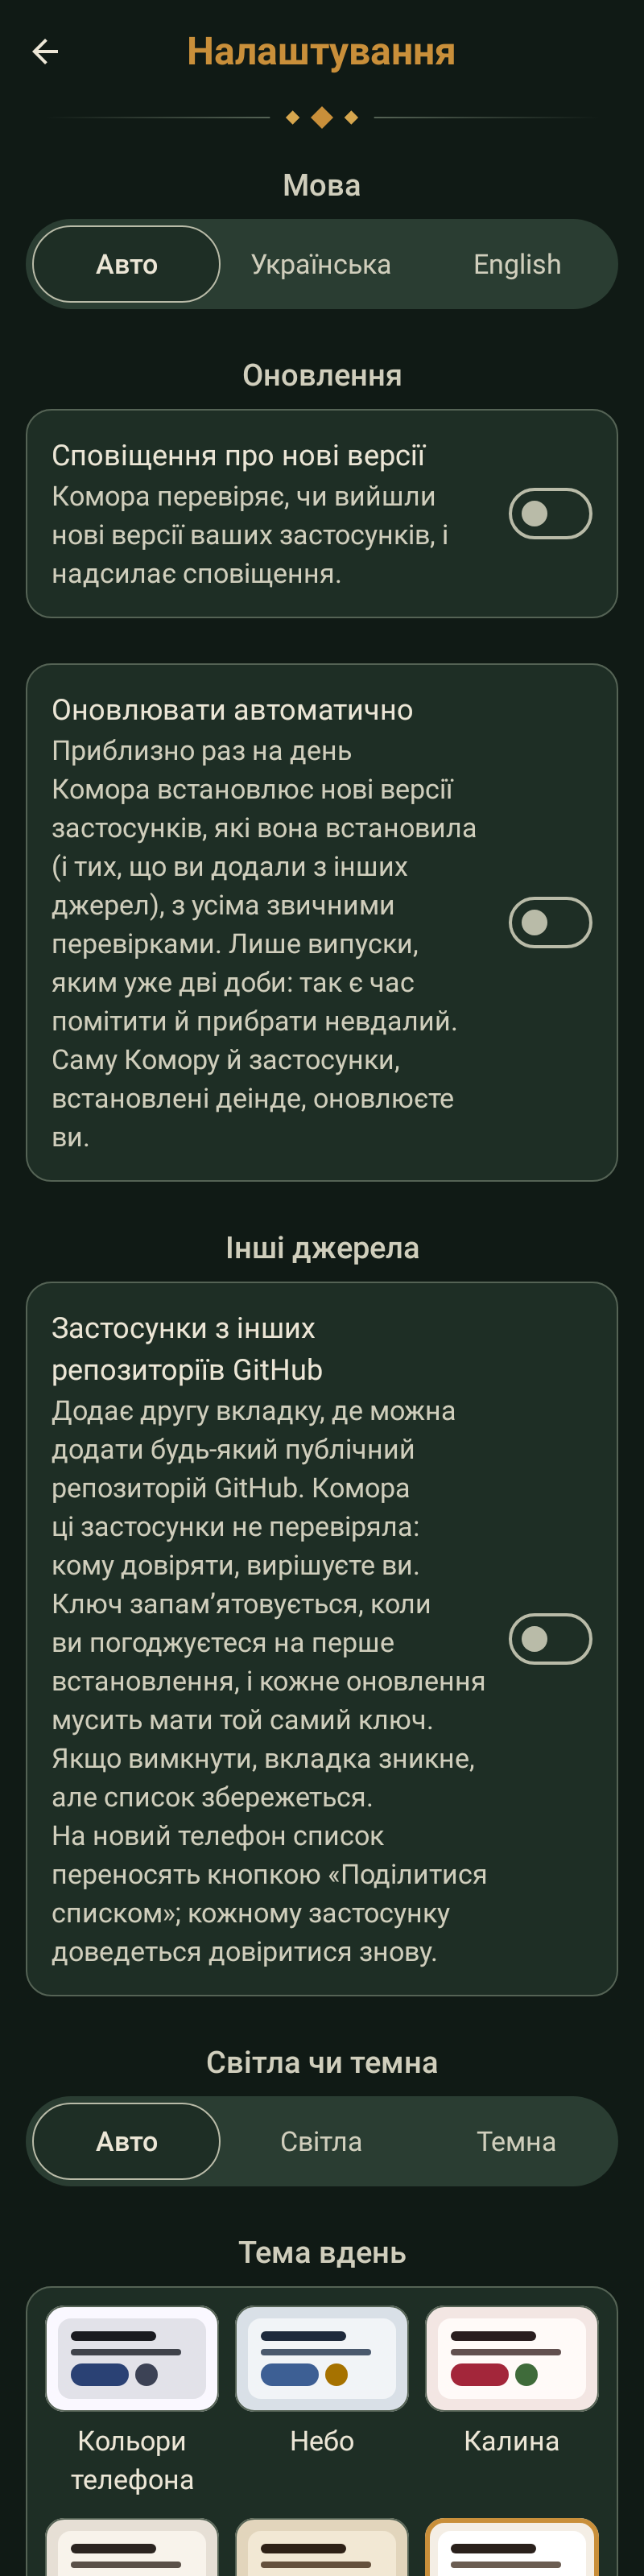 Налаштування
Мова
Авто Українська English
Оновлення
Сповіщення про нові версії
Комора перевіряє, чи вийшли
нові версії ваших застосунків, і
надсилає сповіщення.
Оновлювати автоматично
Приблизно раз на день
Комора встановлює нові версії
застосунків, які вона встановила
(і тих, що ви додали з інших
джерел), з усіма звичними
перевірками. Лише випуски,
яким уже дві доби: так є час
помітити й прибрати невдалий.
Саму Комору й застосунки,
встановлені деінде, оновлюєте
ви.
Інші джерела
Застосунки з інших
репозиторіїв GitHub
Додає другу вкладку, де можна
додати будь-який публічний
репозиторій GitHub. Комора
ці застосунки не перевіряла:
кому довіряти, вирішуєте ви.
Ключ запам’ятовується, коли
ви погоджуєтеся на перше
встановлення, і кожне оновлення
мусить мати той самий ключ.
Якщо вимкнути, вкладка зникне,
але список збережеться.
На новий телефон список
переносять кнопкою «Поділитися
списком»; кожному застосунку
доведеться довіритися знову.
Світла чи темна
Авто Світла Темна
Тема вдень
Кольори Небо Калина
телефона